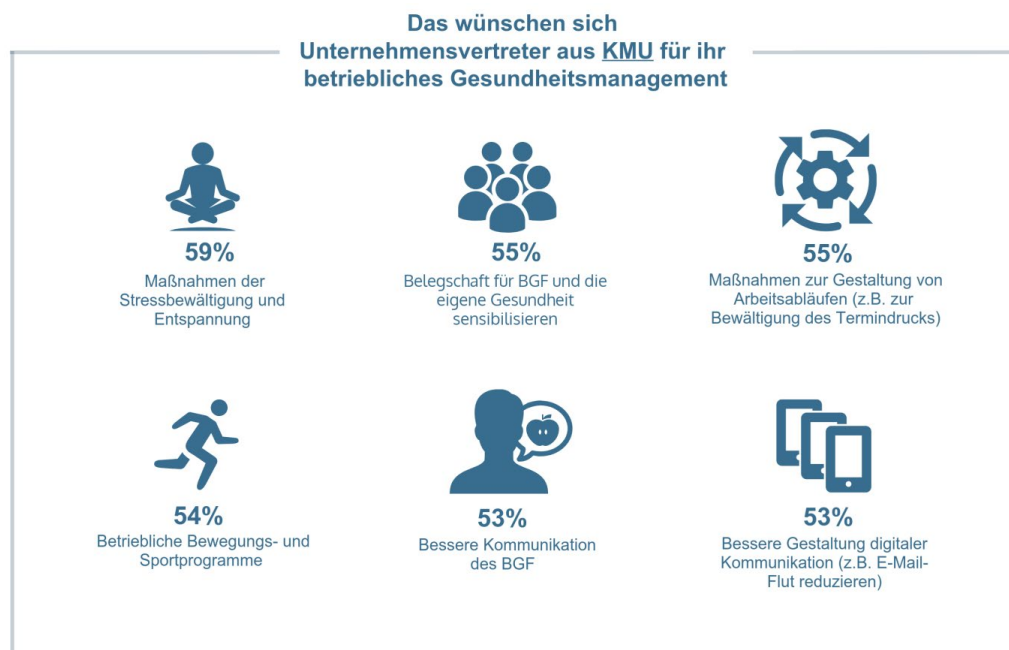 Das wünschen sich
Unternehmensvertreter aus KMU für ihr
betriebliches Gesundheitsmanagement
59%
Maßnahmen der
Stressbewältigung und
Entspannung
55%
Belegschaft für BGF und die
eigene Gesundheit
sensibilisieren
55%
Maßnahmen zur Gestaltung von
Arbeitsabläufen (z.B. zur
Bewältigung des Termindrucks)
54%
Betriebliche Bewegungs- und
Sportprogramme
53%
Bessere Kommunikation
des BGF
53%
Bessere Gestaltung digitaler
Kommunikation (z.B. E-Mail-
Flut reduzieren)